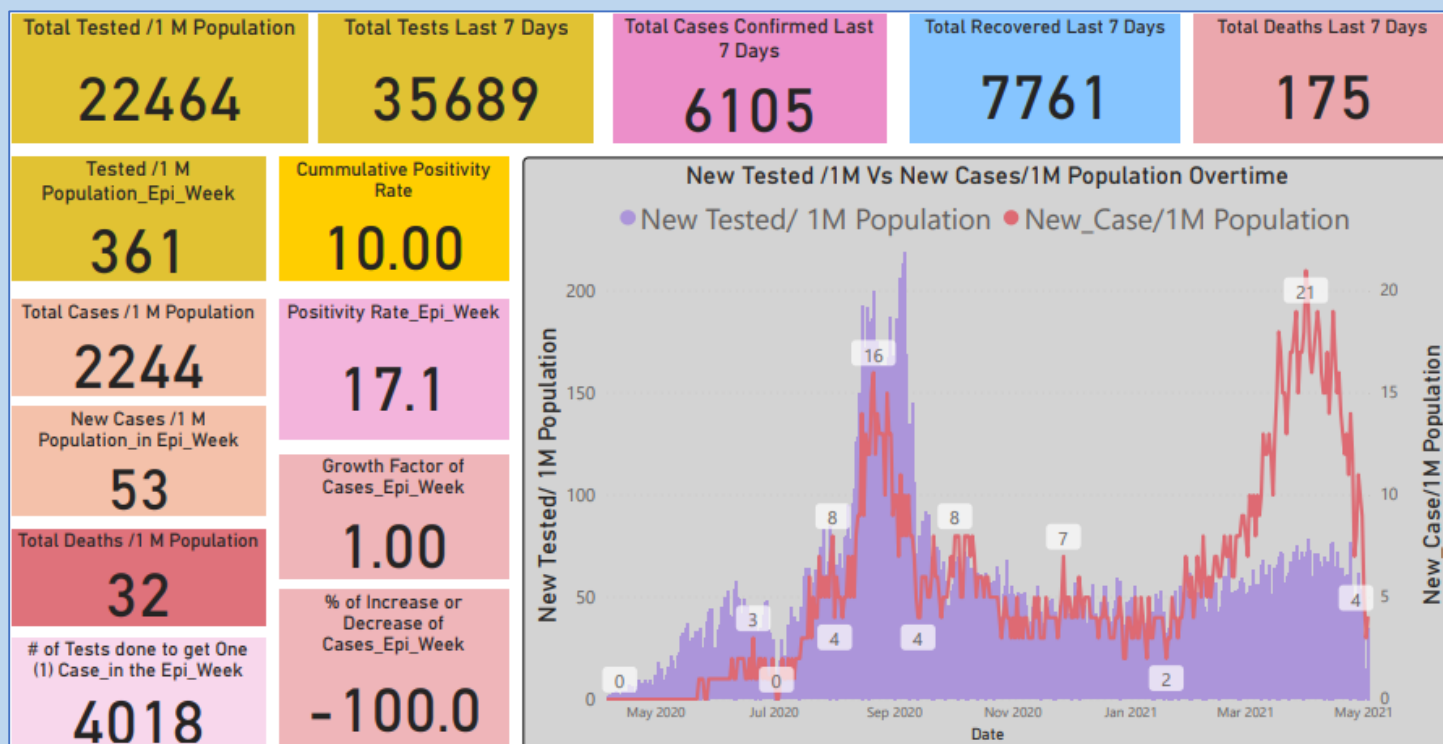 Total Tested /1 M Population
22464
Total Tests Last 7 Days
35689
Total Cases Confirmed Last
7 Days
6105
Total Recovered Last 7 Days
7761
Total Deaths Last 7 Days
175
Tested /1 M
Population_Epi_Week
361
Cummulative Positivity
Rate
10.00
Total Cases /1 M Population
2244
Positivity Rate_Epi_Week
17.1
New Cases /1 M
Population_in Epi_Week
53
Growth Factor of
Cases_Epi_Week
1.00
Total Deaths /1 M Population
32
% of Increase or
Decrease of
Cases_Epi_Week
-100.0
# of Tests done to get One
(1) Case_in the Epi_Week
4018
New Tested /1M Vs New Cases/1M Population Overtime
New Tested/ 1M Population New_Case/1M Population
New Tested/ 1M Population
200
150
100
50
0
20
15
10
5
0
New_Case/1M Population
0
3
0
8
4
16
4
8
7
2
21
4
May 2020 Jul 2020 Sep 2020 Nov 2020 Jan 2021 Mar 2021 May 2021
Date